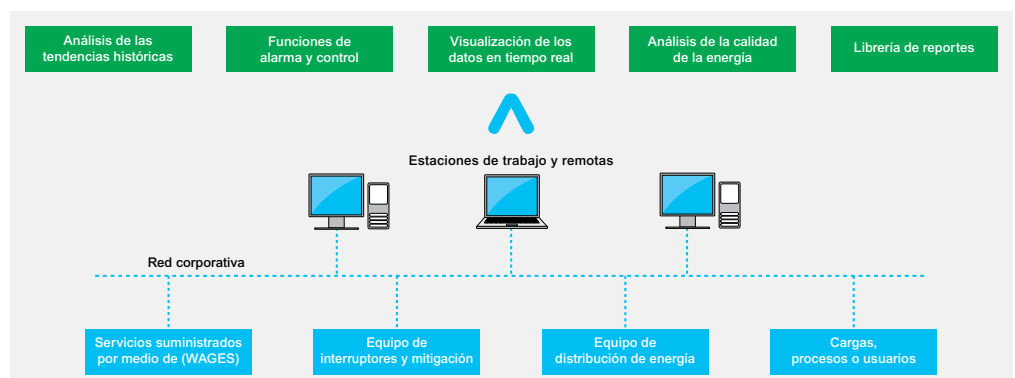 Análisis de las
tendencias históricas
Funciones de
alarma y control
Visualización de los
datos en tiempo real
Análisis de la calidad
de la energía
Librería de reportes
Estaciones de trabajo y remotas
Red corporativa
Servicios suministrados
por medio de (WAGES)
Equipo de
interruptores y mitigación
Equipo de
distribución de energía
Cargas,
procesos o usuarios